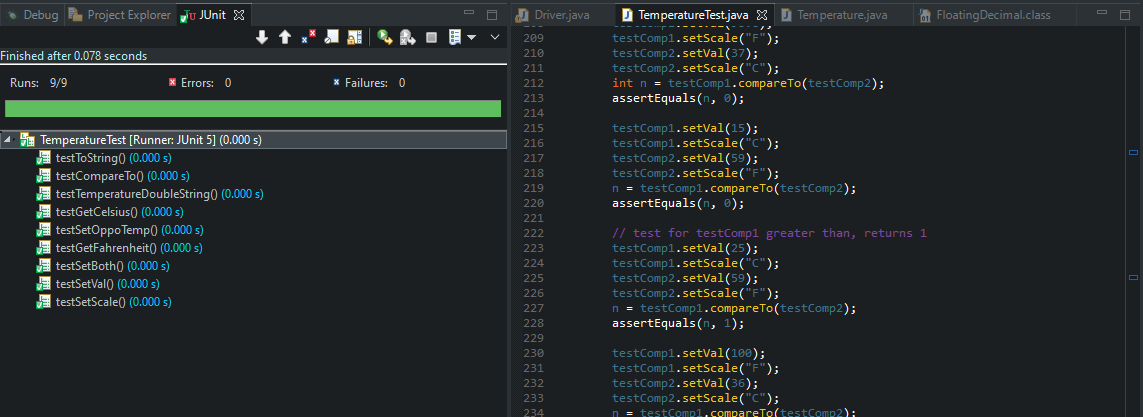 Debug Project Explorer JUnit
Finished after 0.078 seconds
Runs: 9/9 Errors: 0 Failures: 0
TemperatureTest [Runner: JUnit 5] (0.000 s)
testToString() (0.000 s)
testCompareTo() (0.000 s)
testTemperatureDoubleString() (0.000 s)
testGetCelsius() (0.000 s)
testSetOppoTemp() (0.000 s)
testGetFahrenheit() (0.000 s)
testSetBoth() (0.000 s)
testSetVal() (0.000 s)
testSetScale() (0.000 s)
Driver.java TemperatureTest.java Temperature.java FloatingDecimal.class
209 testComp1.setScale("F");
210 testComp2.setVal(37);
211 testComp2.setScale("C");
212 int n = testComp1.compareTo(testComp2);
213 assertEquals(n, 0);
214
215 testComp1.setVal(15);
216 testComp1.setScale("C");
217 testComp2.setVal(59);
218 testComp2.setScale("F");
219 n = testComp1.compareTo(testComp2);
220 assertEquals(n, 0);
221
222 // test for testComp1 greater than, returns 1
223 testComp1.setVal(25);
224 testComp1.setScale("C");
225 testComp2.setVal(59);
226 testComp2.setScale("F");
227 n = testComp1.compareTo(testComp2);
228 assertEquals(n, 1);
229
230 testComp1.setVal(100);
231 testComp1.setScale("F");
232 testComp2.setVal(36);
233 testComp2.setScale("C");
234 n = testComp1.compareTo(testComp2);